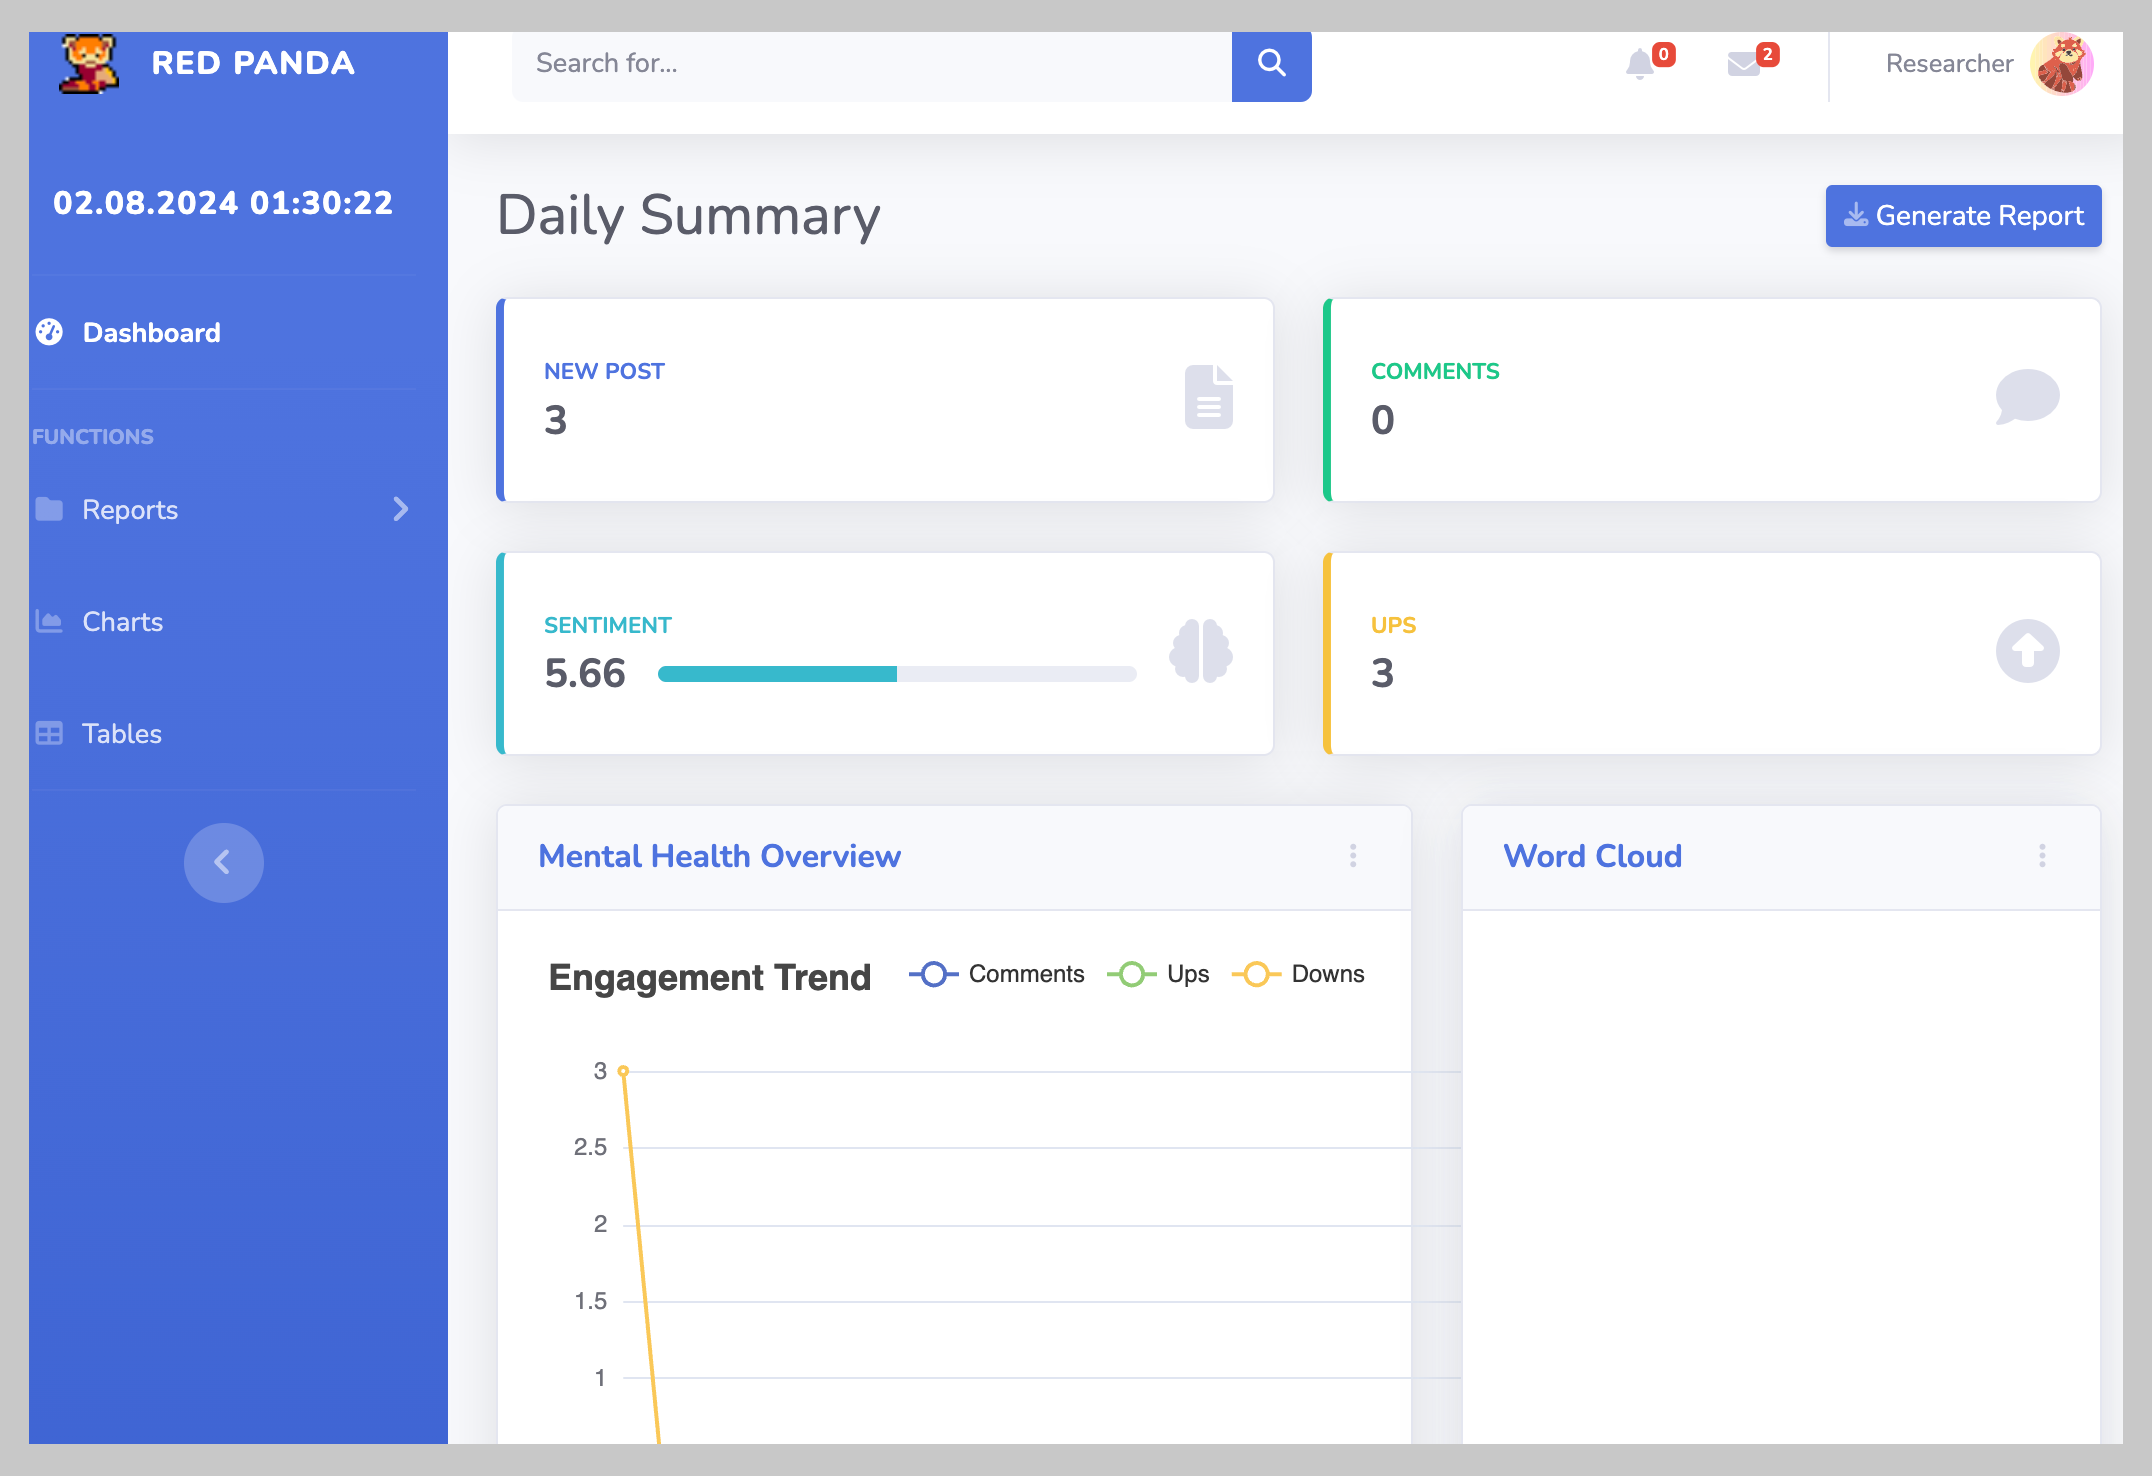 RED PANDA
Search for...
0
2
Researcher
02.08.2024 01:30:22
Daily Summary
Generate Report
Dashboard
FUNCTIONS
Reports
Charts
Tables
NEW POST
3
COMMENTS
0
SENTIMENT
5.66
UPS
3
Mental Health Overview
Word Cloud
Engagement Trend
Comments
Ups
Downs
3
2.5
2
1.5
1